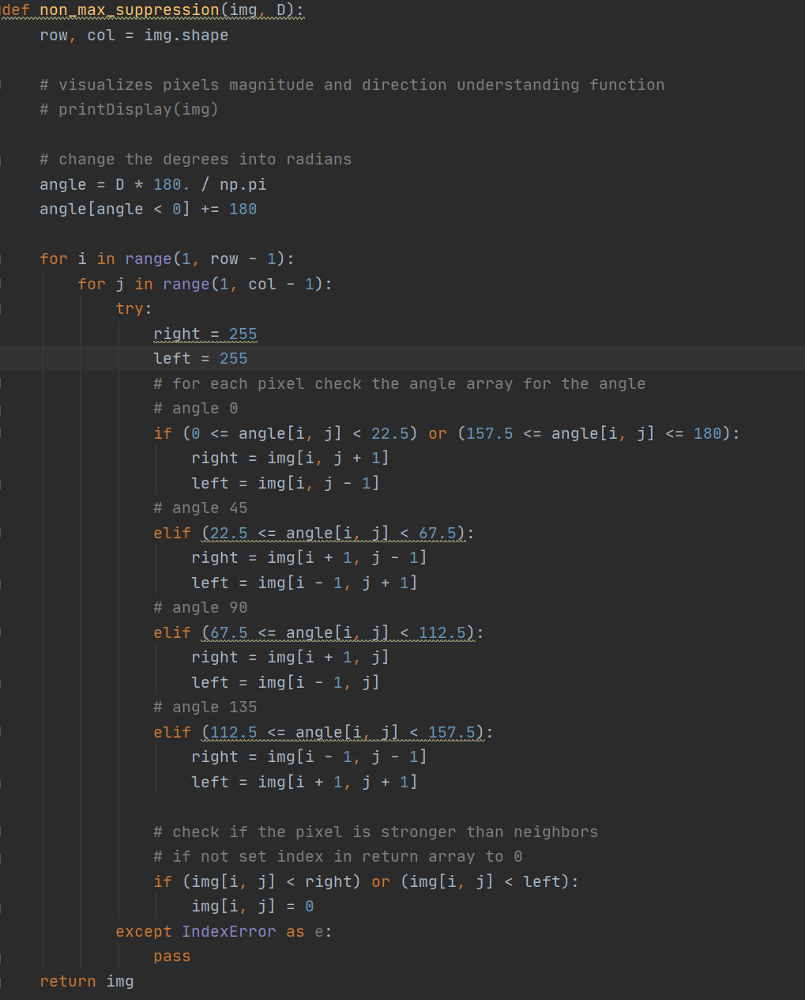 def non_max_suppression(img, D):
    row, col = img.shape

    # visualizes pixels magnitude and direction understanding function
    # printDisplay(img)

    # change the degrees into radians
    angle = D * 180. / np.pi
    angle[angle < 0] += 180

    for i in range(1, row - 1):
        for j in range(1, col - 1):
            try:
                right = 255
                left = 255
                # for each pixel check the angle array for the angle
                # angle 0
                if (0 <= angle[i, j] < 22.5) or (157.5 <= angle[i, j] <= 180):
                    right = img[i, j + 1]
                    left = img[i, j - 1]
                # angle 45
                elif (22.5 <= angle[i, j] < 67.5):
                    right = img[i + 1, j - 1]
                    left = img[i - 1, j + 1]
                # angle 90
                elif (67.5 <= angle[i, j] < 112.5):
                    right = img[i + 1, j]
                    left = img[i - 1, j]
                # angle 135
                elif (112.5 <= angle[i, j] < 157.5):
                    right = img[i - 1, j - 1]
                    left = img[i + 1, j + 1]

                # check if the pixel is stronger than neighbors
                # if not set index in return array to 0
                if (img[i, j] < right) or (img[i, j] < left):
                    img[i, j] = 0
            except IndexError as e:
                pass
    return img